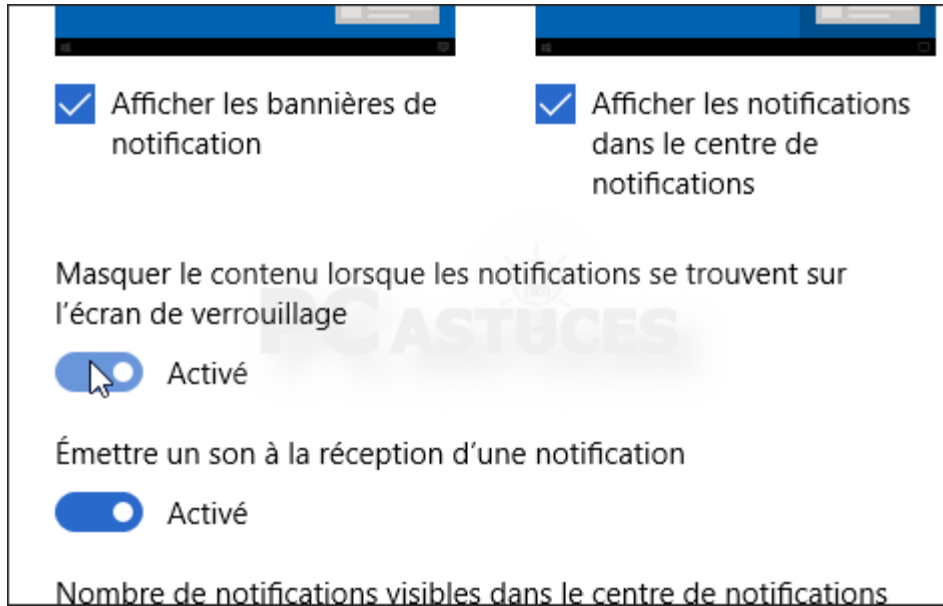 Afficher les bannières de
notification
Afficher les notifications
dans le centre de
notifications
Masquer le contenu lorsque les notifications se trouvent sur
l’écran de verrouillage
PC ASTUCES
Activé
Émettre un son à la réception d’une notification
Activé
Nombre de notifications visibles dans le centre de notifications